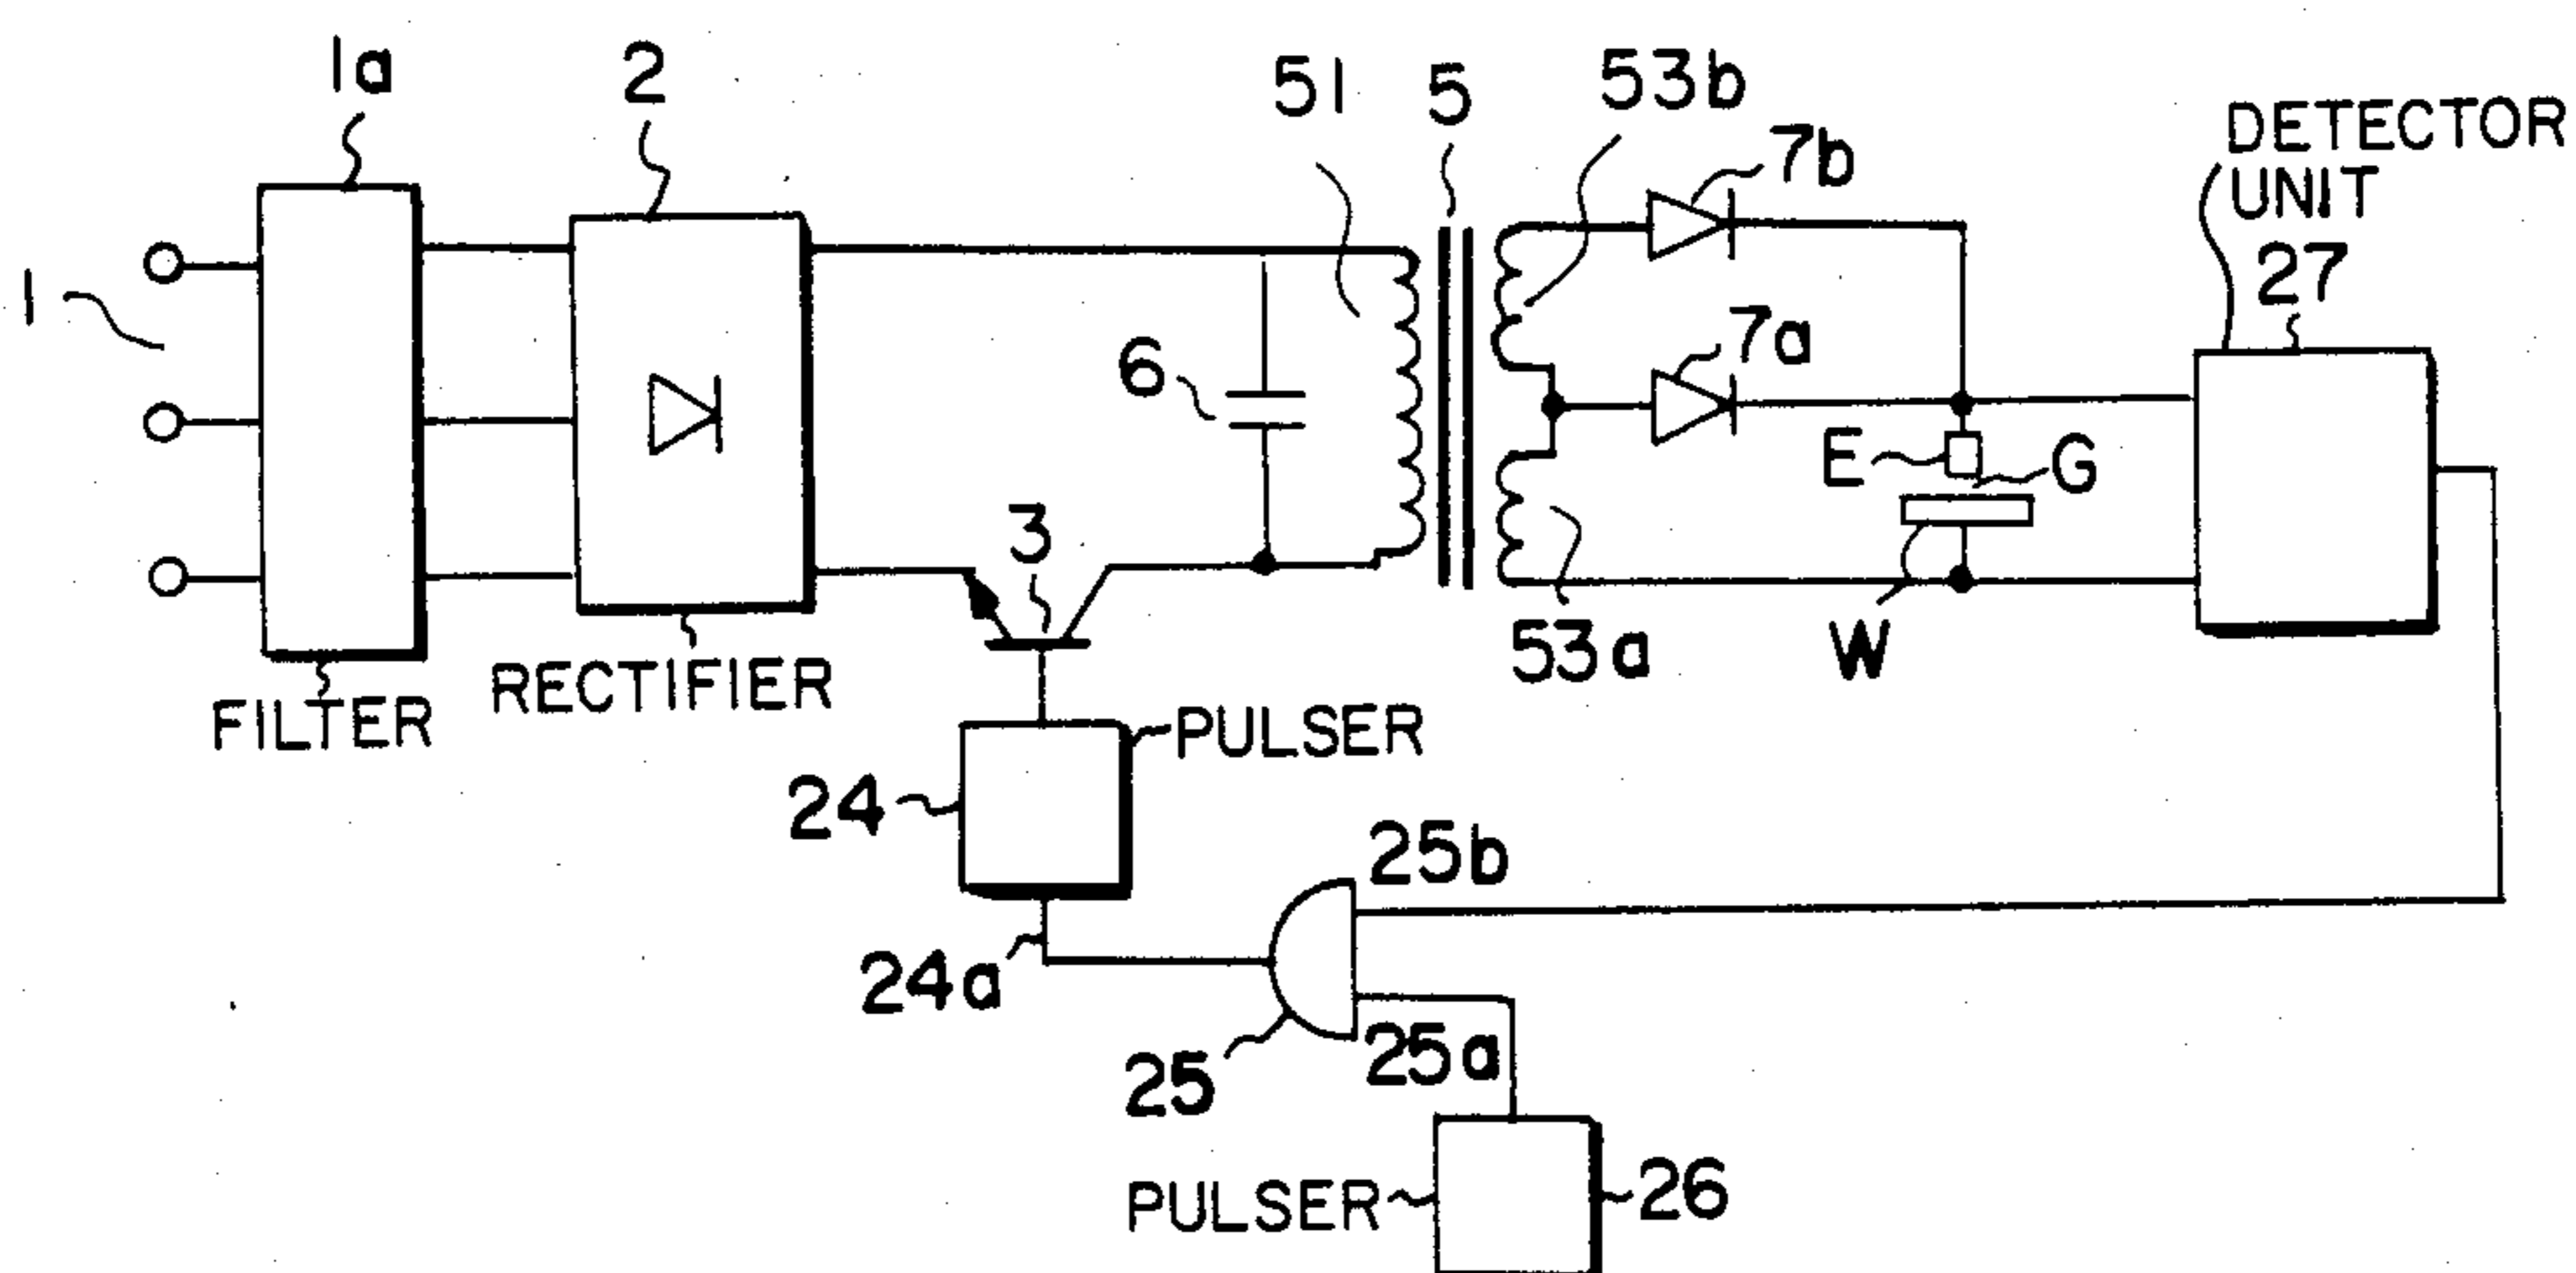 1a
2
51
5
53b
7b
DETECTOR
UNIT
27
1
7a
6
E
G
3
53a
W
FILTER
RECTIFIER
PULSER
24
25b
24a
25
25a
PULSER
26